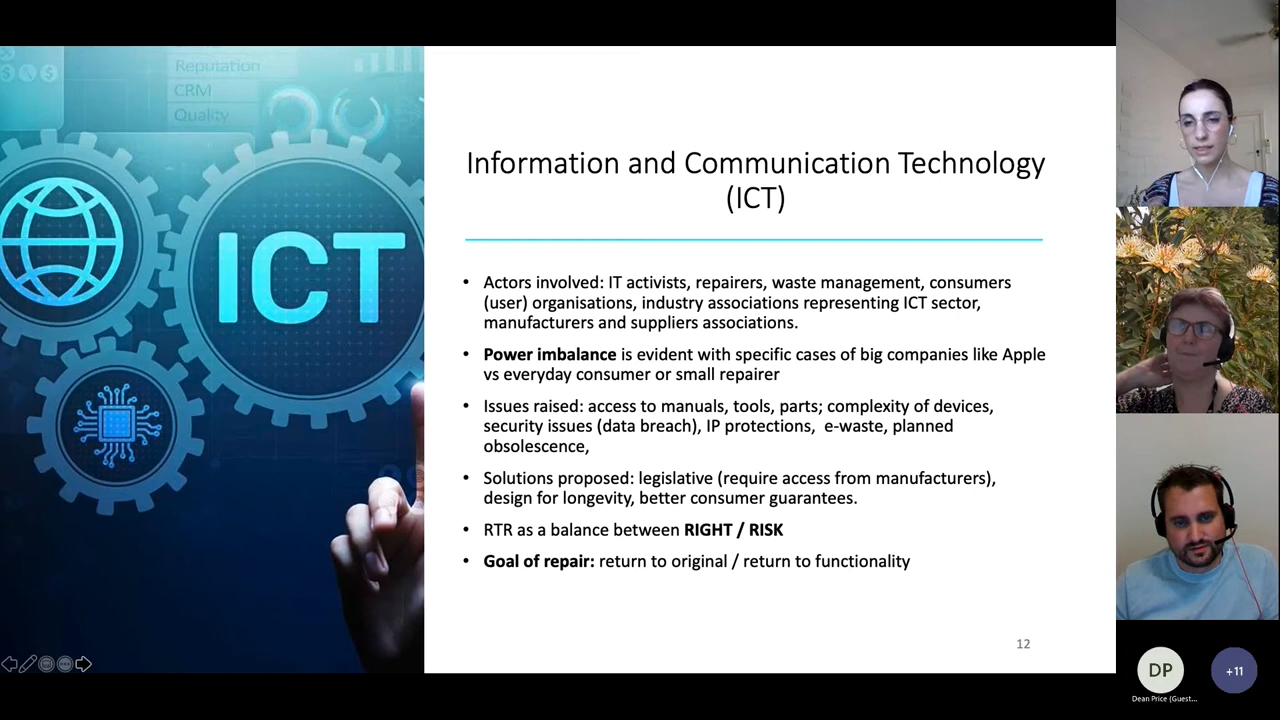 Reputation
CRM
Quality
ICT
Information and Communication Technology
(ICT)
• Actors involved: IT activists, repairers, waste management, consumers
(user) organisations, industry associations representing ICT sector,
manufacturers and suppliers associations.
• Power imbalance is evident with specific cases of big companies like Apple
vs everyday consumer or small repairer
• Issues raised: access to manuals, tools, parts; complexity of devices,
security issues (data breach), IP protections,  e-waste, planned
obsolescence,
• Solutions proposed: legislative (require access from manufacturers),
design for longevity, better consumer guarantees.
• RTR as a balance between RIGHT / RISK
• Goal of repair: return to original / return to functionality
12
DP
+11
Dean Price (Guest...